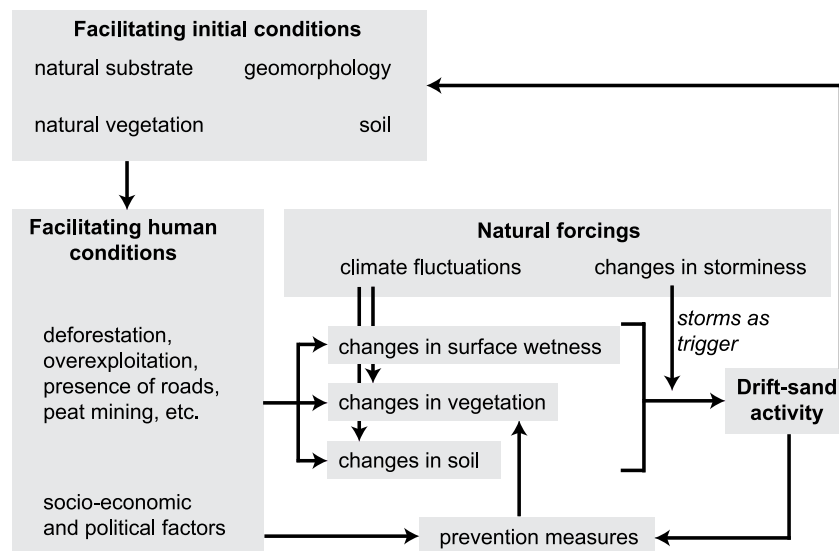 Facilitating initial conditions
natural substrate geomorphology
natural vegetation soil
Facilitating human
conditions
deforestation,
overexploitation,
presence of roads,
peat mining, etc.
socio-economic
and political factors
Natural forcings
climate fluctuations changes in storminess
storms as
trigger
changes in surface wetness
changes in vegetation
changes in soil
Drift-sand
activity
prevention measures